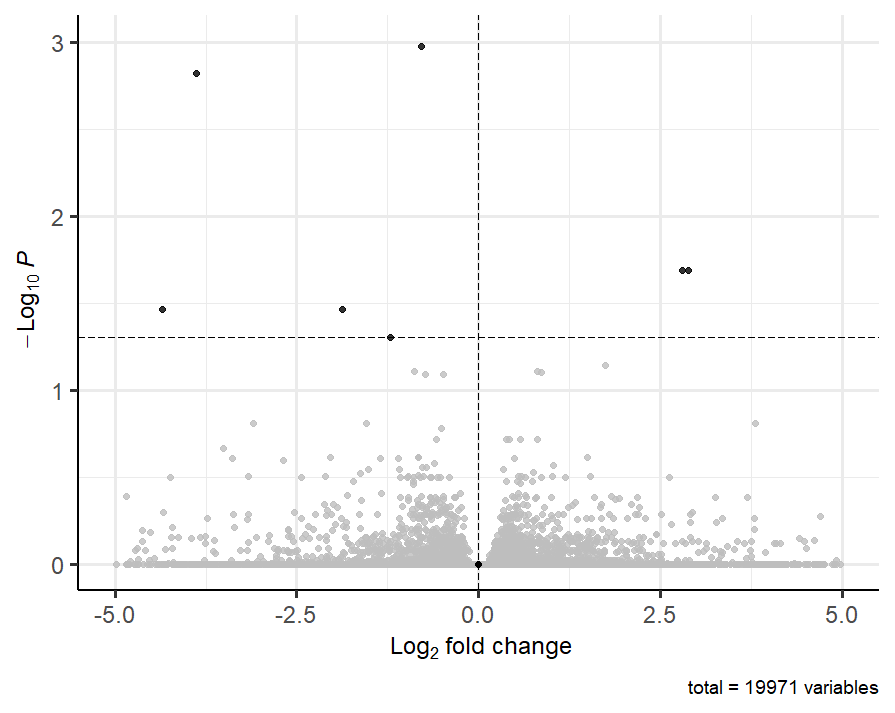 3
2
1
0
− Log₁₀ P
-5.0 -2.5 0.0 2.5 5.0
Log₂ fold change
total = 19971 variables